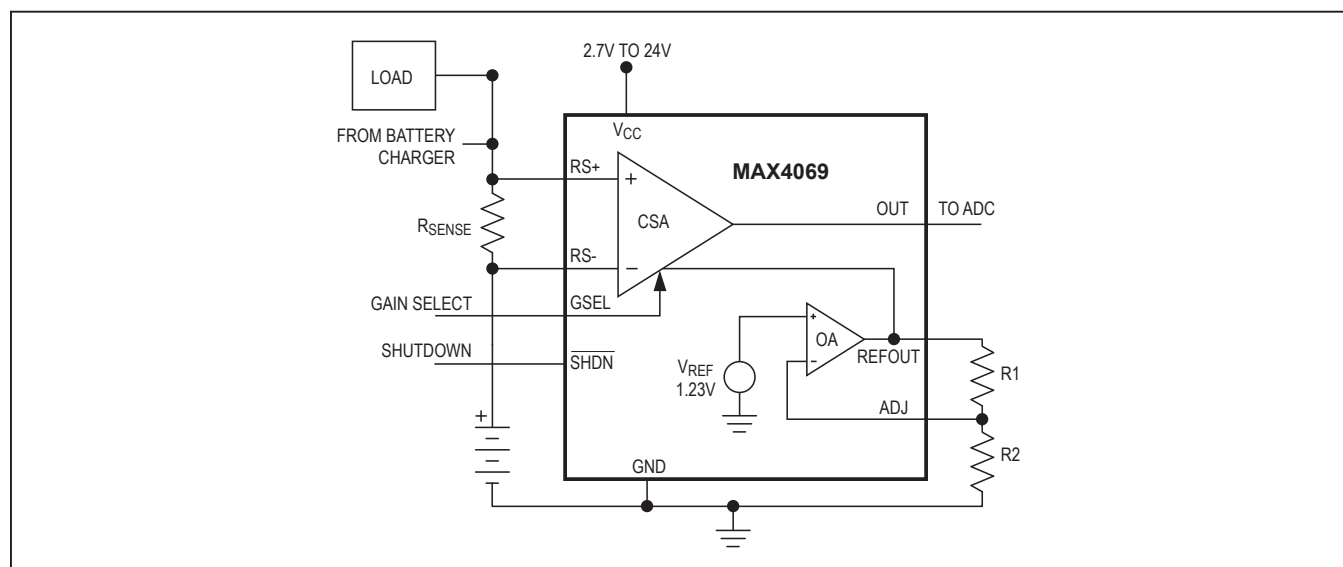 2.7V TO 24V
LOAD
VCC
FROM BATTERY
CHARGER
RS+
+
MAX4069
CSA
OUT
TO ADC
RSENSE
RS-
−
GAIN SELECT
GSEL
SHUTDOWN
SHDN
+
OA
−
REFOUT
VREF
1.23V
R1
ADJ
+
R2
GND